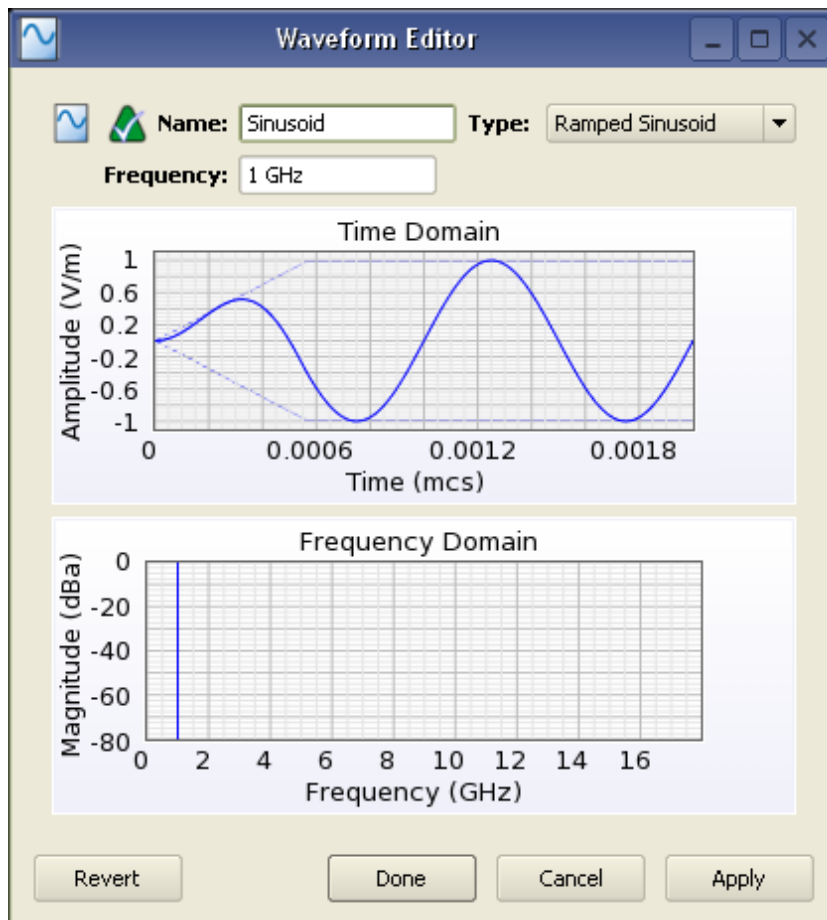 Waveform Editor
Name: Sinusoid Type: Ramped Sinusoid
Frequency: 1 GHz
Time Domain
Amplitude (V/m)
1
0.6
0.2
-0.2
-0.6
-1
0 0.0006 0.0012 0.0018
Time (mcs)
Frequency Domain
Magnitude (dBa)
0
-20
-40
-60
-80
0 2 4 6 8 10 12 14 16
Frequency (GHz)
Revert Done Cancel Apply